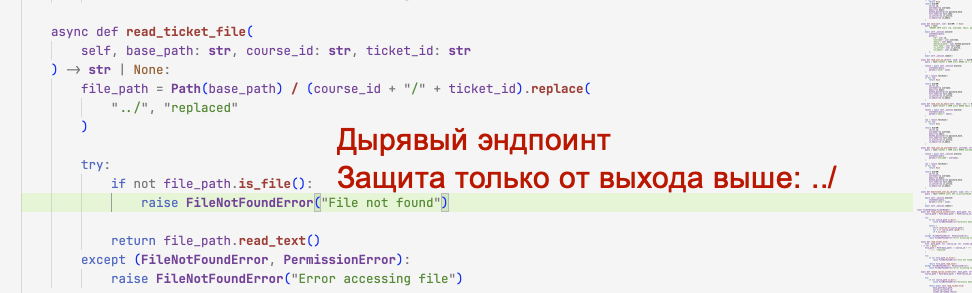 async def read_ticket_file(
self, base_path: str, course_id: str, ticket_id: str
) -> str | None:
file_path = Path(base_path) / (course_id + "/" + ticket_id).replace(
"../", "replaced"
)
Дырявый эндпоинт
try:
Защита только от выхода выше: ../
if not file_path.is_file():
raise FileNotFoundError("File not found")
return file_path.read_text()
except (FileNotFoundError, PermissionError):
raise FileNotFoundError("Error accessing file")